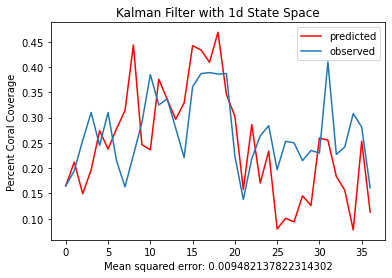 Kalman Filter with 1d State Space
predicted
observed
Percent Coral Coverage
0.45
0.40
0.35
0.30
0.25
0.20
0.15
0.10
0 5 10 15 20 25 30 35
Mean squared error: 0.009482137822314302